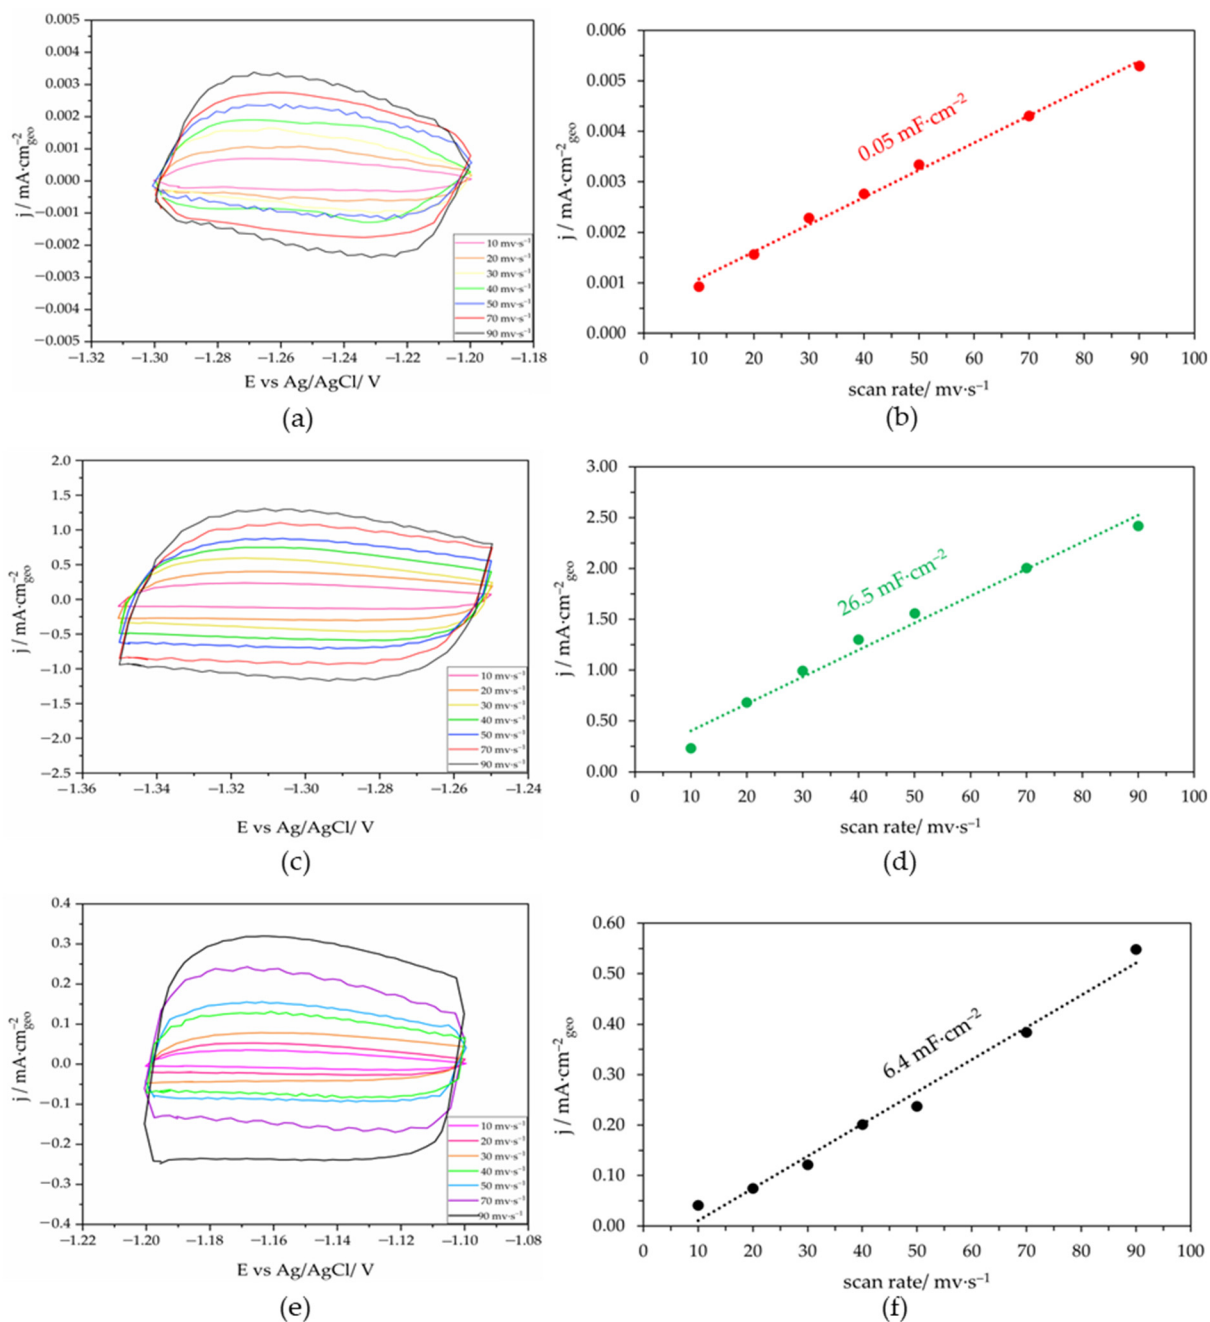 0.005
0.004
0.003
0.002
0.001
0.000
−0.001
−0.002
−0.003
−0.004
−0.005
j / mA·cm⁻²geo
−1.32 −1.30 −1.28 −1.26 −1.24 −1.22 −1.20 −1.18
E vs Ag/AgCl/ V
10 mv·s⁻¹
20 mv·s⁻¹
30 mv·s⁻¹
40 mv·s⁻¹
50 mv·s⁻¹
70 mv·s⁻¹
90 mv·s⁻¹
(a)
0.006
0.005
0.004
0.003
0.002
0.001
0.000
j / mA·cm⁻²geo
0.05 mF·cm⁻²
0 10 20 30 40 50 60 70 80 90 100
scan rate/ mv·s⁻¹
(b)
2.0
1.5
1.0
0.5
0.0
−0.5
−1.0
−1.5
−2.0
−2.5
j / mA·cm⁻²geo
−1.36 −1.34 −1.32 −1.30 −1.28 −1.26 −1.24
E vs Ag/AgCl/ V
10 mv·s⁻¹
20 mv·s⁻¹
30 mv·s⁻¹
40 mv·s⁻¹
50 mv·s⁻¹
70 mv·s⁻¹
90 mv·s⁻¹
(c)
3.00
2.50
2.00
1.50
1.00
0.50
0.00
j / mA·cm⁻²geo
26.5 mF·cm⁻²
0 10 20 30 40 50 60 70 80 90 100
scan rate/ mv·s⁻¹
(d)
0.4
0.3
0.2
0.1
0.0
−0.1
−0.2
−0.3
−0.4
j / mA·cm⁻²geo
−1.22 −1.20 −1.18 −1.16 −1.14 −1.12 −1.10 −1.08
E vs Ag/AgCl/ V
10 mv·s⁻¹
20 mv·s⁻¹
30 mv·s⁻¹
40 mv·s⁻¹
50 mv·s⁻¹
70 mv·s⁻¹
90 mv·s⁻¹
(e)
0.60
0.50
0.40
0.30
0.20
0.10
0.00
j / mA·cm⁻²geo
6.4 mF·cm⁻²
0 10 20 30 40 50 60 70 80 90 100
scan rate/ mv·s⁻¹
(f)